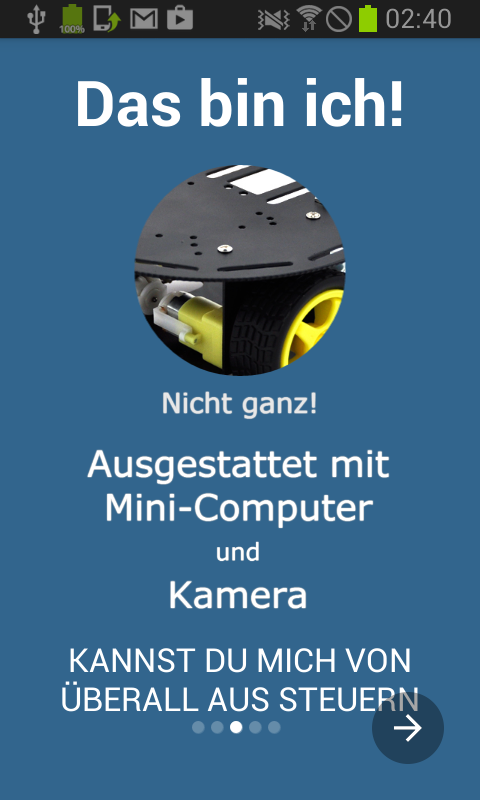 100%
02:40
Das bin ich!
Nicht ganz!
Ausgestattet mit
Mini-Computer
und
Kamera
KANNST DU MICH VON
ÜBERALL AUS STEUERN